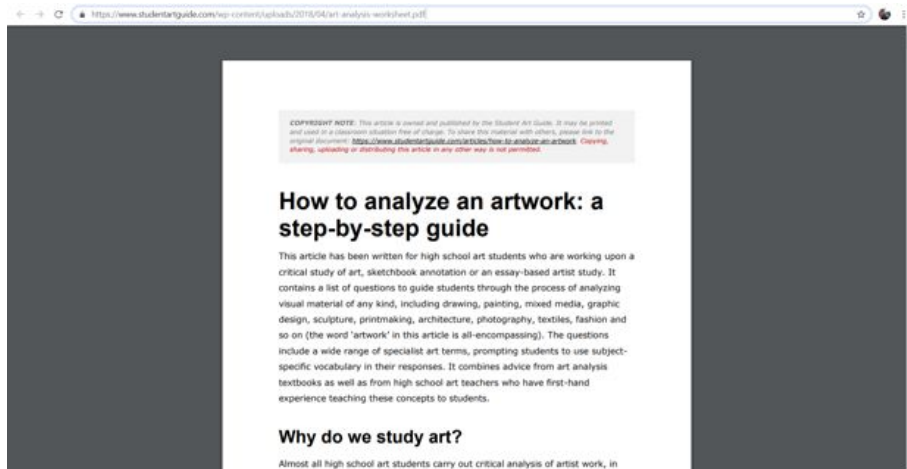 https://www.studentartguide.com/wp-content/uploads/2018/04/art-analysis-worksheet.pdf
COPYRIGHT NOTE: This article is owned and published by the Student Art Guide. It may be printed
and used in a classroom situation free of charge. To share this material with others, please link to the
original document: https://www.studentartguide.com/articles/how-to-analyze-an-artwork. Copying,
sharing, uploading or distributing this article in any other way is not permitted.
How to analyze an artwork: a
step-by-step guide
This article has been written for high school art students who are working upon a
critical study of art, sketchbook annotation or an essay-based artist study. It
contains a list of questions to guide students through the process of analyzing
visual material of any kind, including drawing, painting, mixed media, graphic
design, sculpture, printmaking, architecture, photography, textiles, fashion and
so on (the word 'artwork' in this article is all-encompassing). The questions
include a wide range of specialist art terms, prompting students to use subject-
specific vocabulary in their responses. It combines advice from art analysis
textbooks as well as from high school art teachers who have first-hand
experience teaching these concepts to students.
Why do we study art?
Almost all high school art students carry out critical analysis of artist work, in